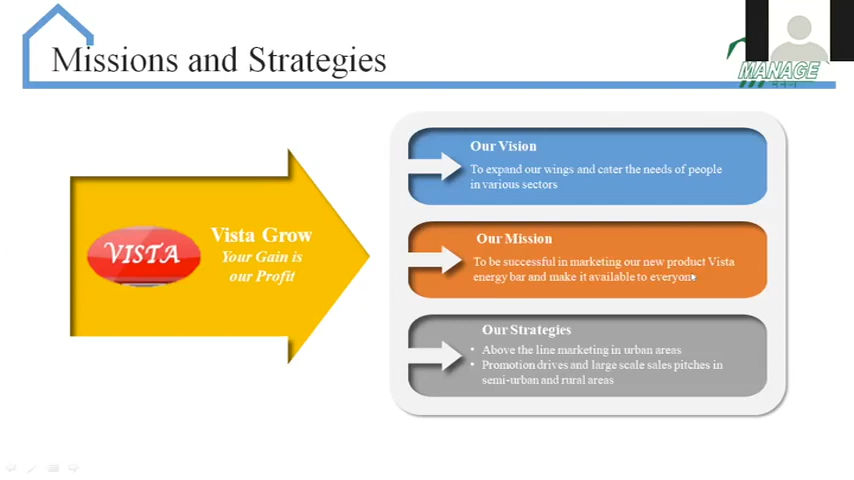 Missions and Strategies
MANAGE
VISTA
Vista Grow
Your Gain is
our Profit
Our Vision
To expand our wings and cater the needs of people
in various sectors
Our Mission
To be successful in marketing our new product Vista
energy bar and make it available to everyone
Our Strategies
• Above the line marketing in urban areas
• Promotion drives and large scale sales pitches in
semi-urban and rural areas